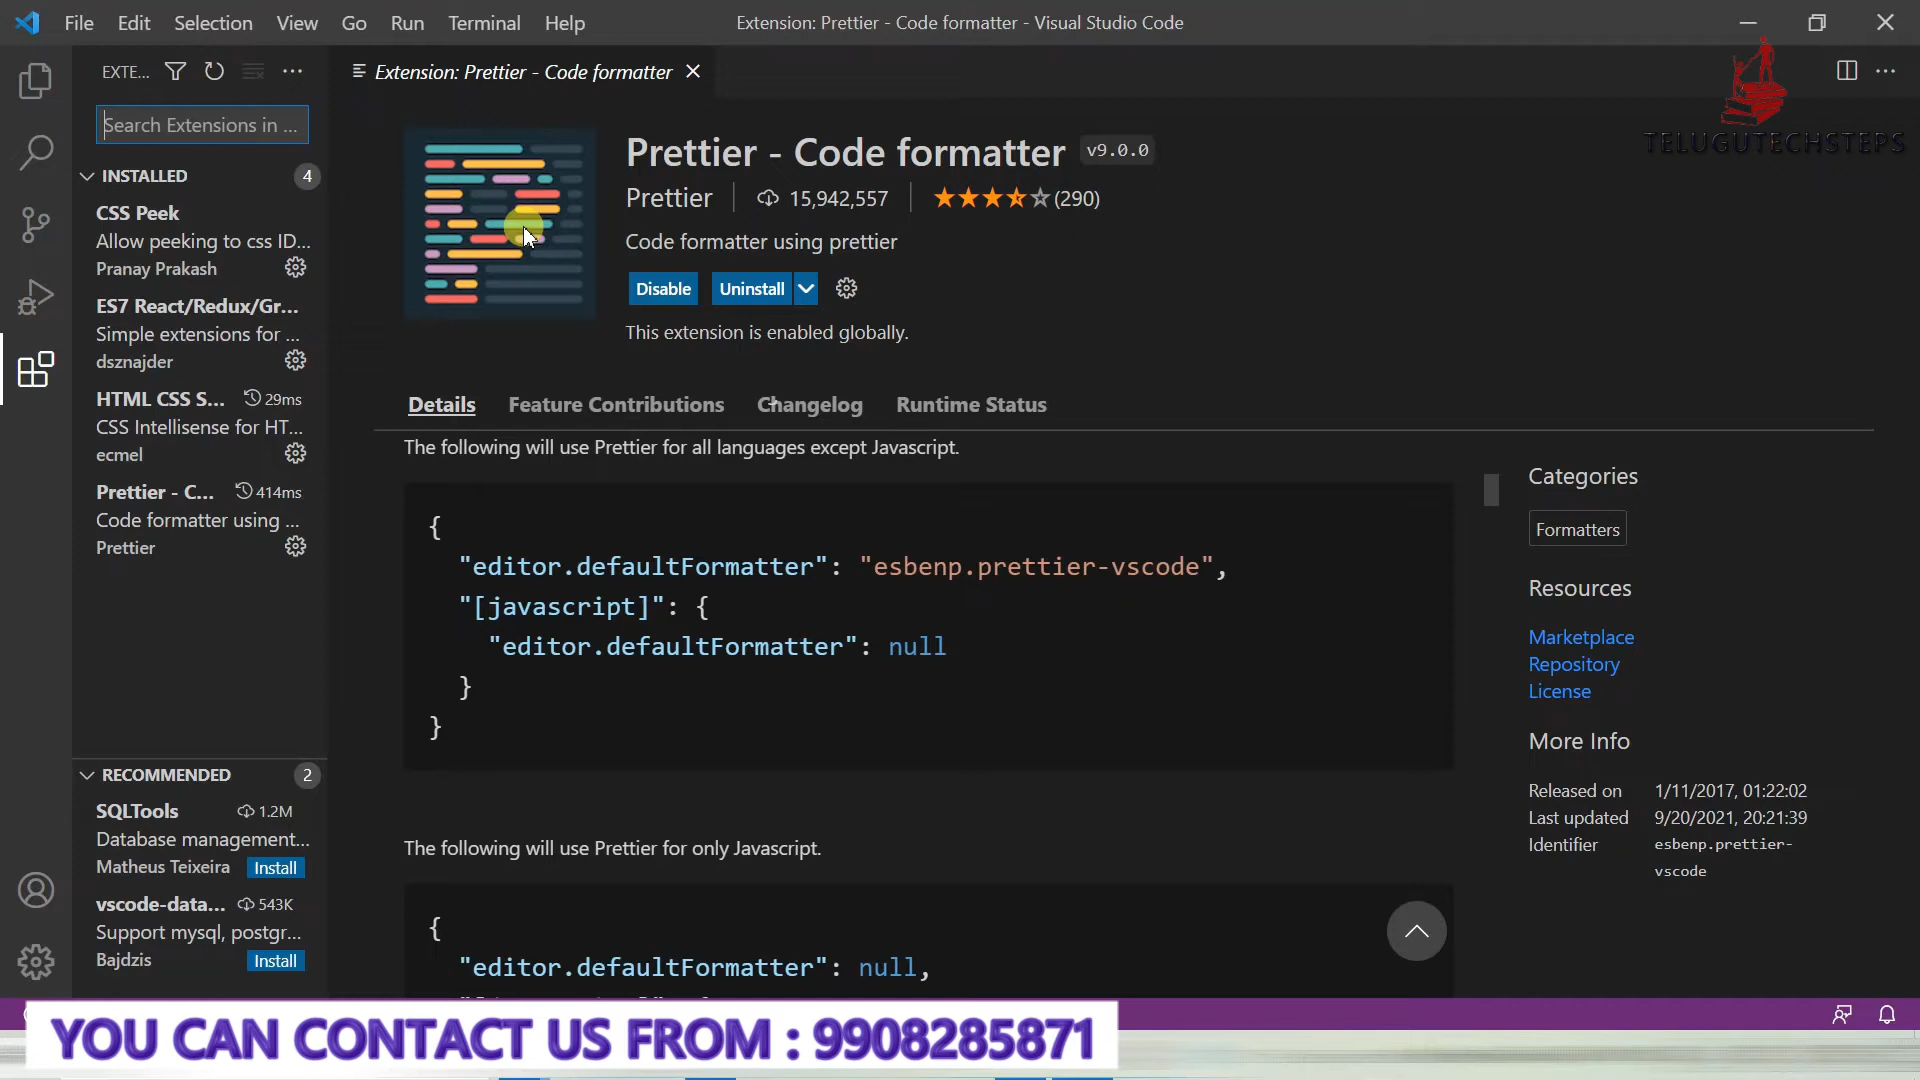 File Edit Selection View Go Run Terminal Help
Extension: Prettier - Code formatter - Visual Studio Code
EXTE...
Extension: Prettier - Code formatter
TELUGUTECHSTEPS
Search Extensions in ...
INSTALLED 4
CSS Peek
Allow peeking to css ID...
Pranay Prakash
ES7 React/Redux/Gr...
Simple extensions for ...
dsznajder
HTML CSS S... 29ms
CSS Intellisense for HT...
ecmel
Prettier - C... 414ms
Code formatter using ...
Prettier
RECOMMENDED 2
SQLTools 1.2M
Database management...
Matheus Teixeira Install
vscode-data... 543K
Support mysql, postgr...
Bajdzis Install
Prettier - Code formatter v9.0.0
Prettier 15,942,557 (290)
Code formatter using prettier
Disable Uninstall
This extension is enabled globally.
Details Feature Contributions Changelog Runtime Status
The following will use Prettier for all languages except Javascript.
{
"editor.defaultFormatter": "esbenp.prettier-vscode",
"[javascript]": {
"editor.defaultFormatter": null
}
}
The following will use Prettier for only Javascript.
{
"editor.defaultFormatter": null,
Categories
Formatters
Resources
Marketplace
Repository
License
More Info
Released on 1/11/2017, 01:22:02
Last updated 9/20/2021, 20:21:39
Identifier esbenp.prettier-
vscode
YOU CAN CONTACT US FROM : 9908285871